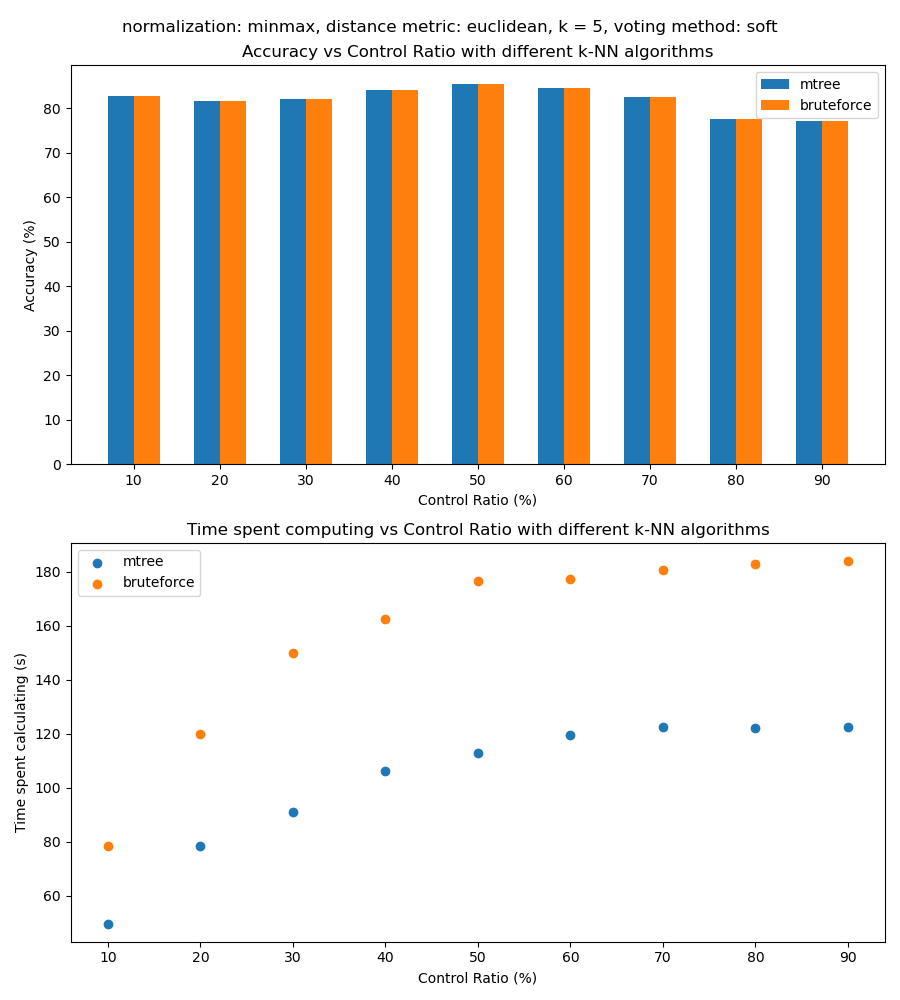 normalization: minmax, distance metric: euclidean, k = 5, voting method: soft
Accuracy vs Control Ratio with different k-NN algorithms
mtree
bruteforce
Accuracy (%)
80
70
60
50
40
30
20
10
0
10 20 30 40 50 60 70 80 90
Control Ratio (%)
Time spent computing vs Control Ratio with different k-NN algorithms
mtree
bruteforce
Time spent calculating (s)
180
160
140
120
100
80
60
10 20 30 40 50 60 70 80 90
Control Ratio (%)